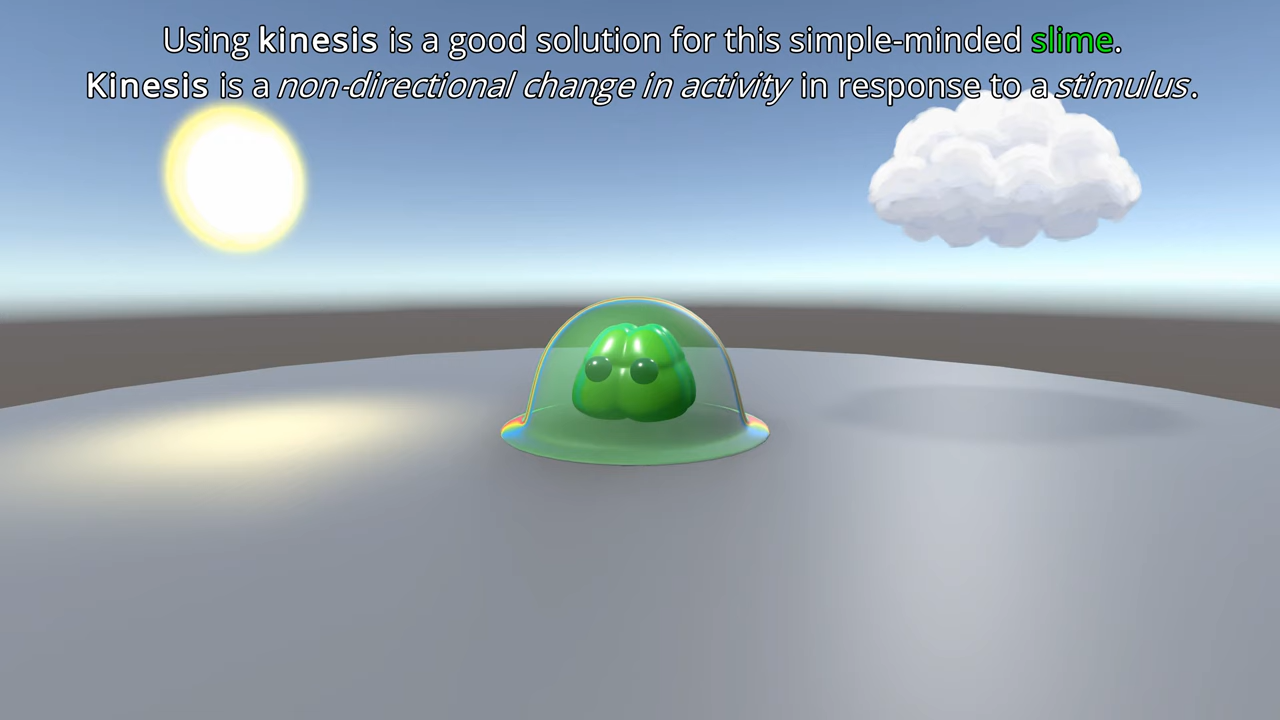 Using kinesis is a good solution for this simple-minded slime.
Kinesis is a non-directional change in activity in response to a stimulus.